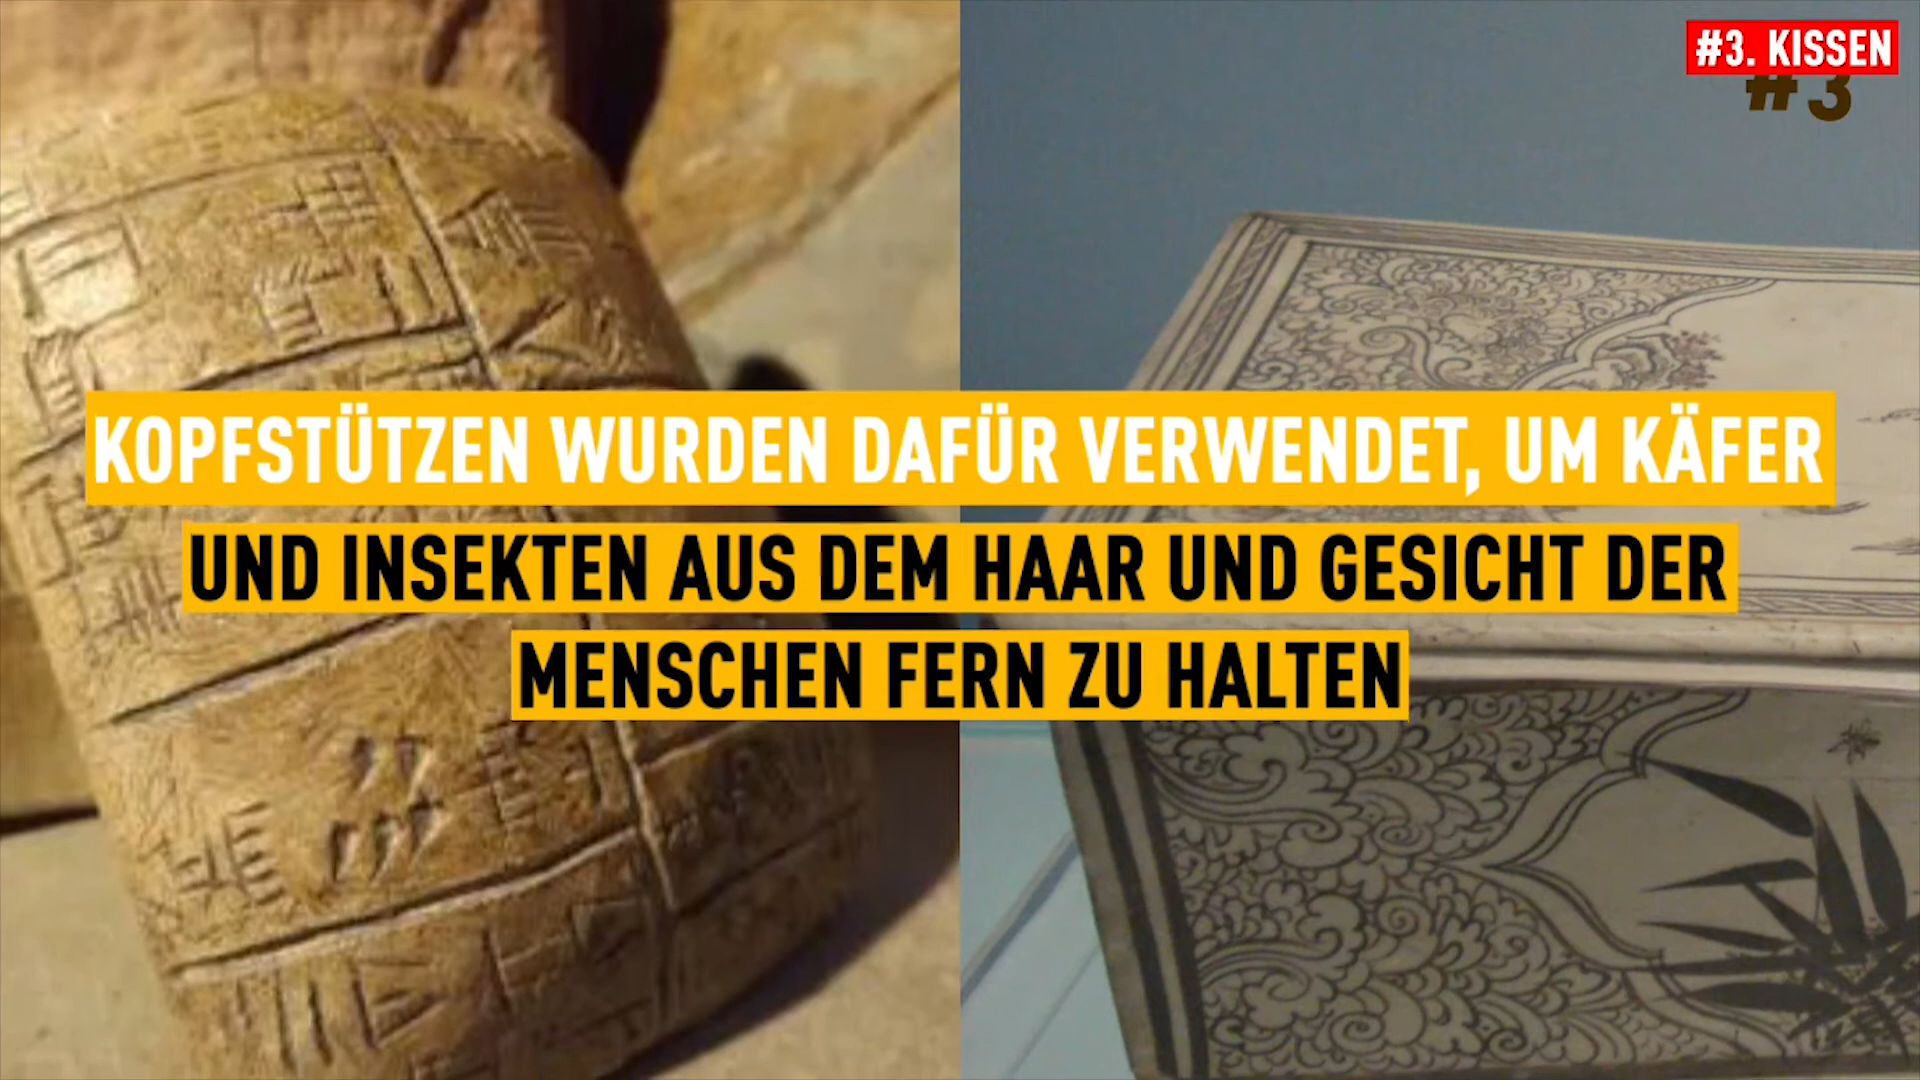 #3. KISSEN
#3
KOPFSTÜTZEN WURDEN DAFÜR VERWENDET, UM KÄFER
UND INSEKTEN AUS DEM HAAR UND GESICHT DER
MENSCHEN FERN ZU HALTEN